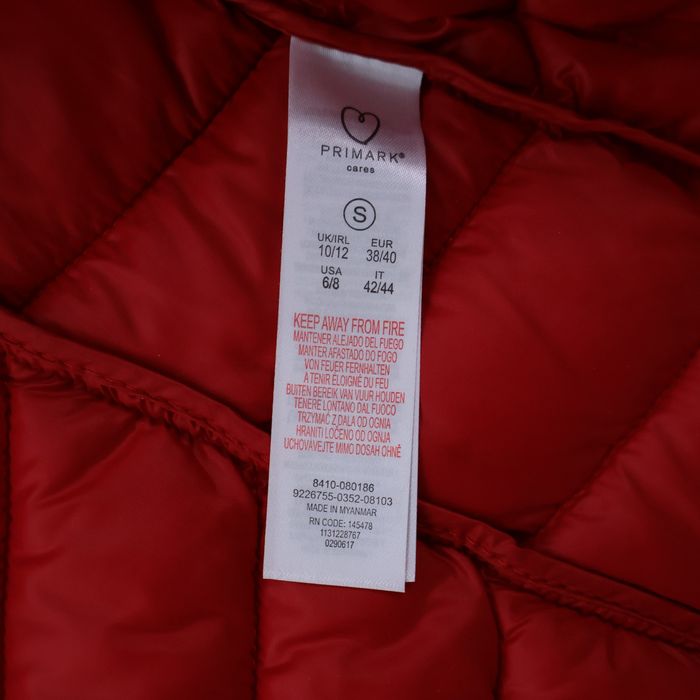 PRIMARK®
cares
S
UK/IRL EUR
10/12 38/40
USA IT
6/8 42/44
KEEP AWAY FROM FIRE
MANTENER ALEJADO DEL FUEGO
MANTER AFASTADO DO FOGO
VON FEUER FERNHALTEN
À TENIR ÉLOIGNÉ DU FEU
BUITEN BEREIK VAN VUUR HOUDEN
TENERE LONTANO DAL FUOCO
TRZYMAĆ Z DALA OD OGNIA
HRANITI LOČENO OD OGNJA
UCHOVÁVEJTE MIMO DOSAH OHNĚ
8410-080186
9226755-0352-08103
MADE IN MYANMAR
RN CODE: 145478
1131228767
0290617